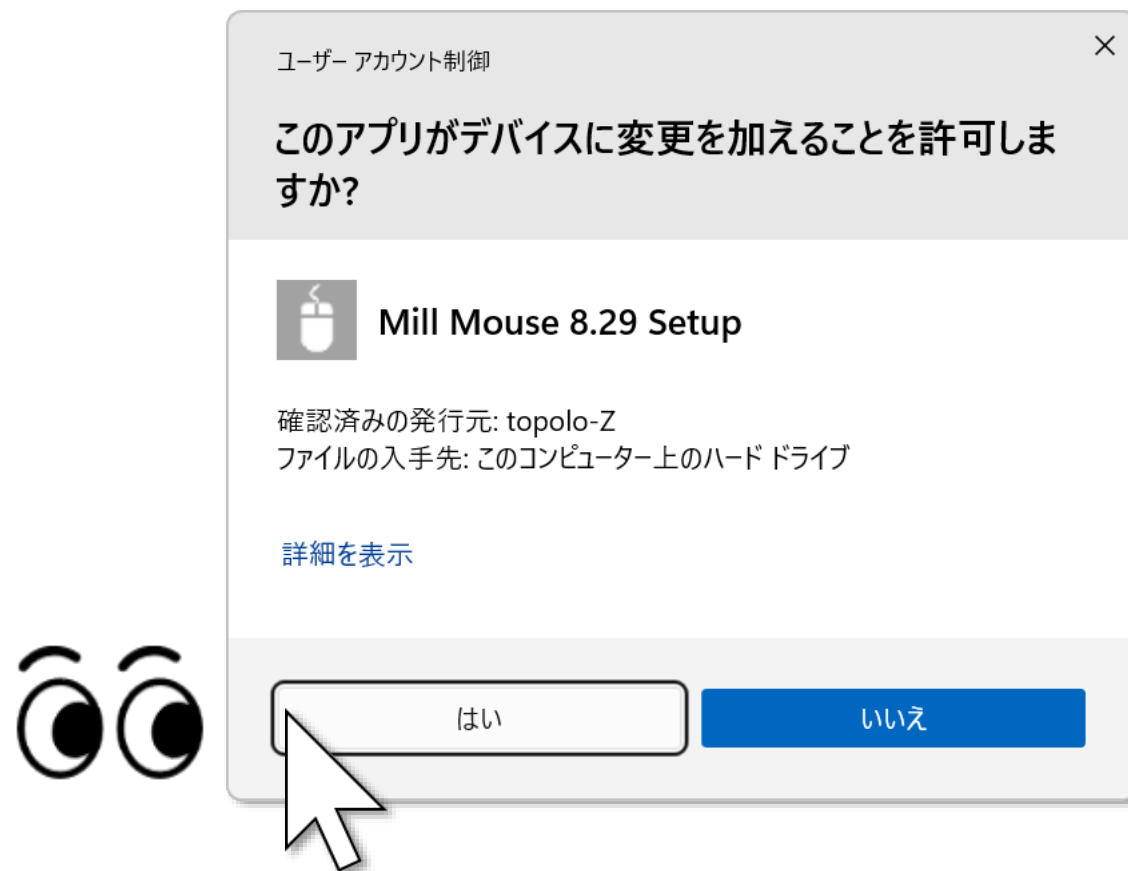 ユーザー アカウント制御
このアプリがデバイスに変更を加えることを許可しま
すか?
Mill Mouse 8.29 Setup
確認済みの発行元: topolo-Z
ファイルの入手先: このコンピューター上のハード ドライブ
詳細を表示
はい
いいえ